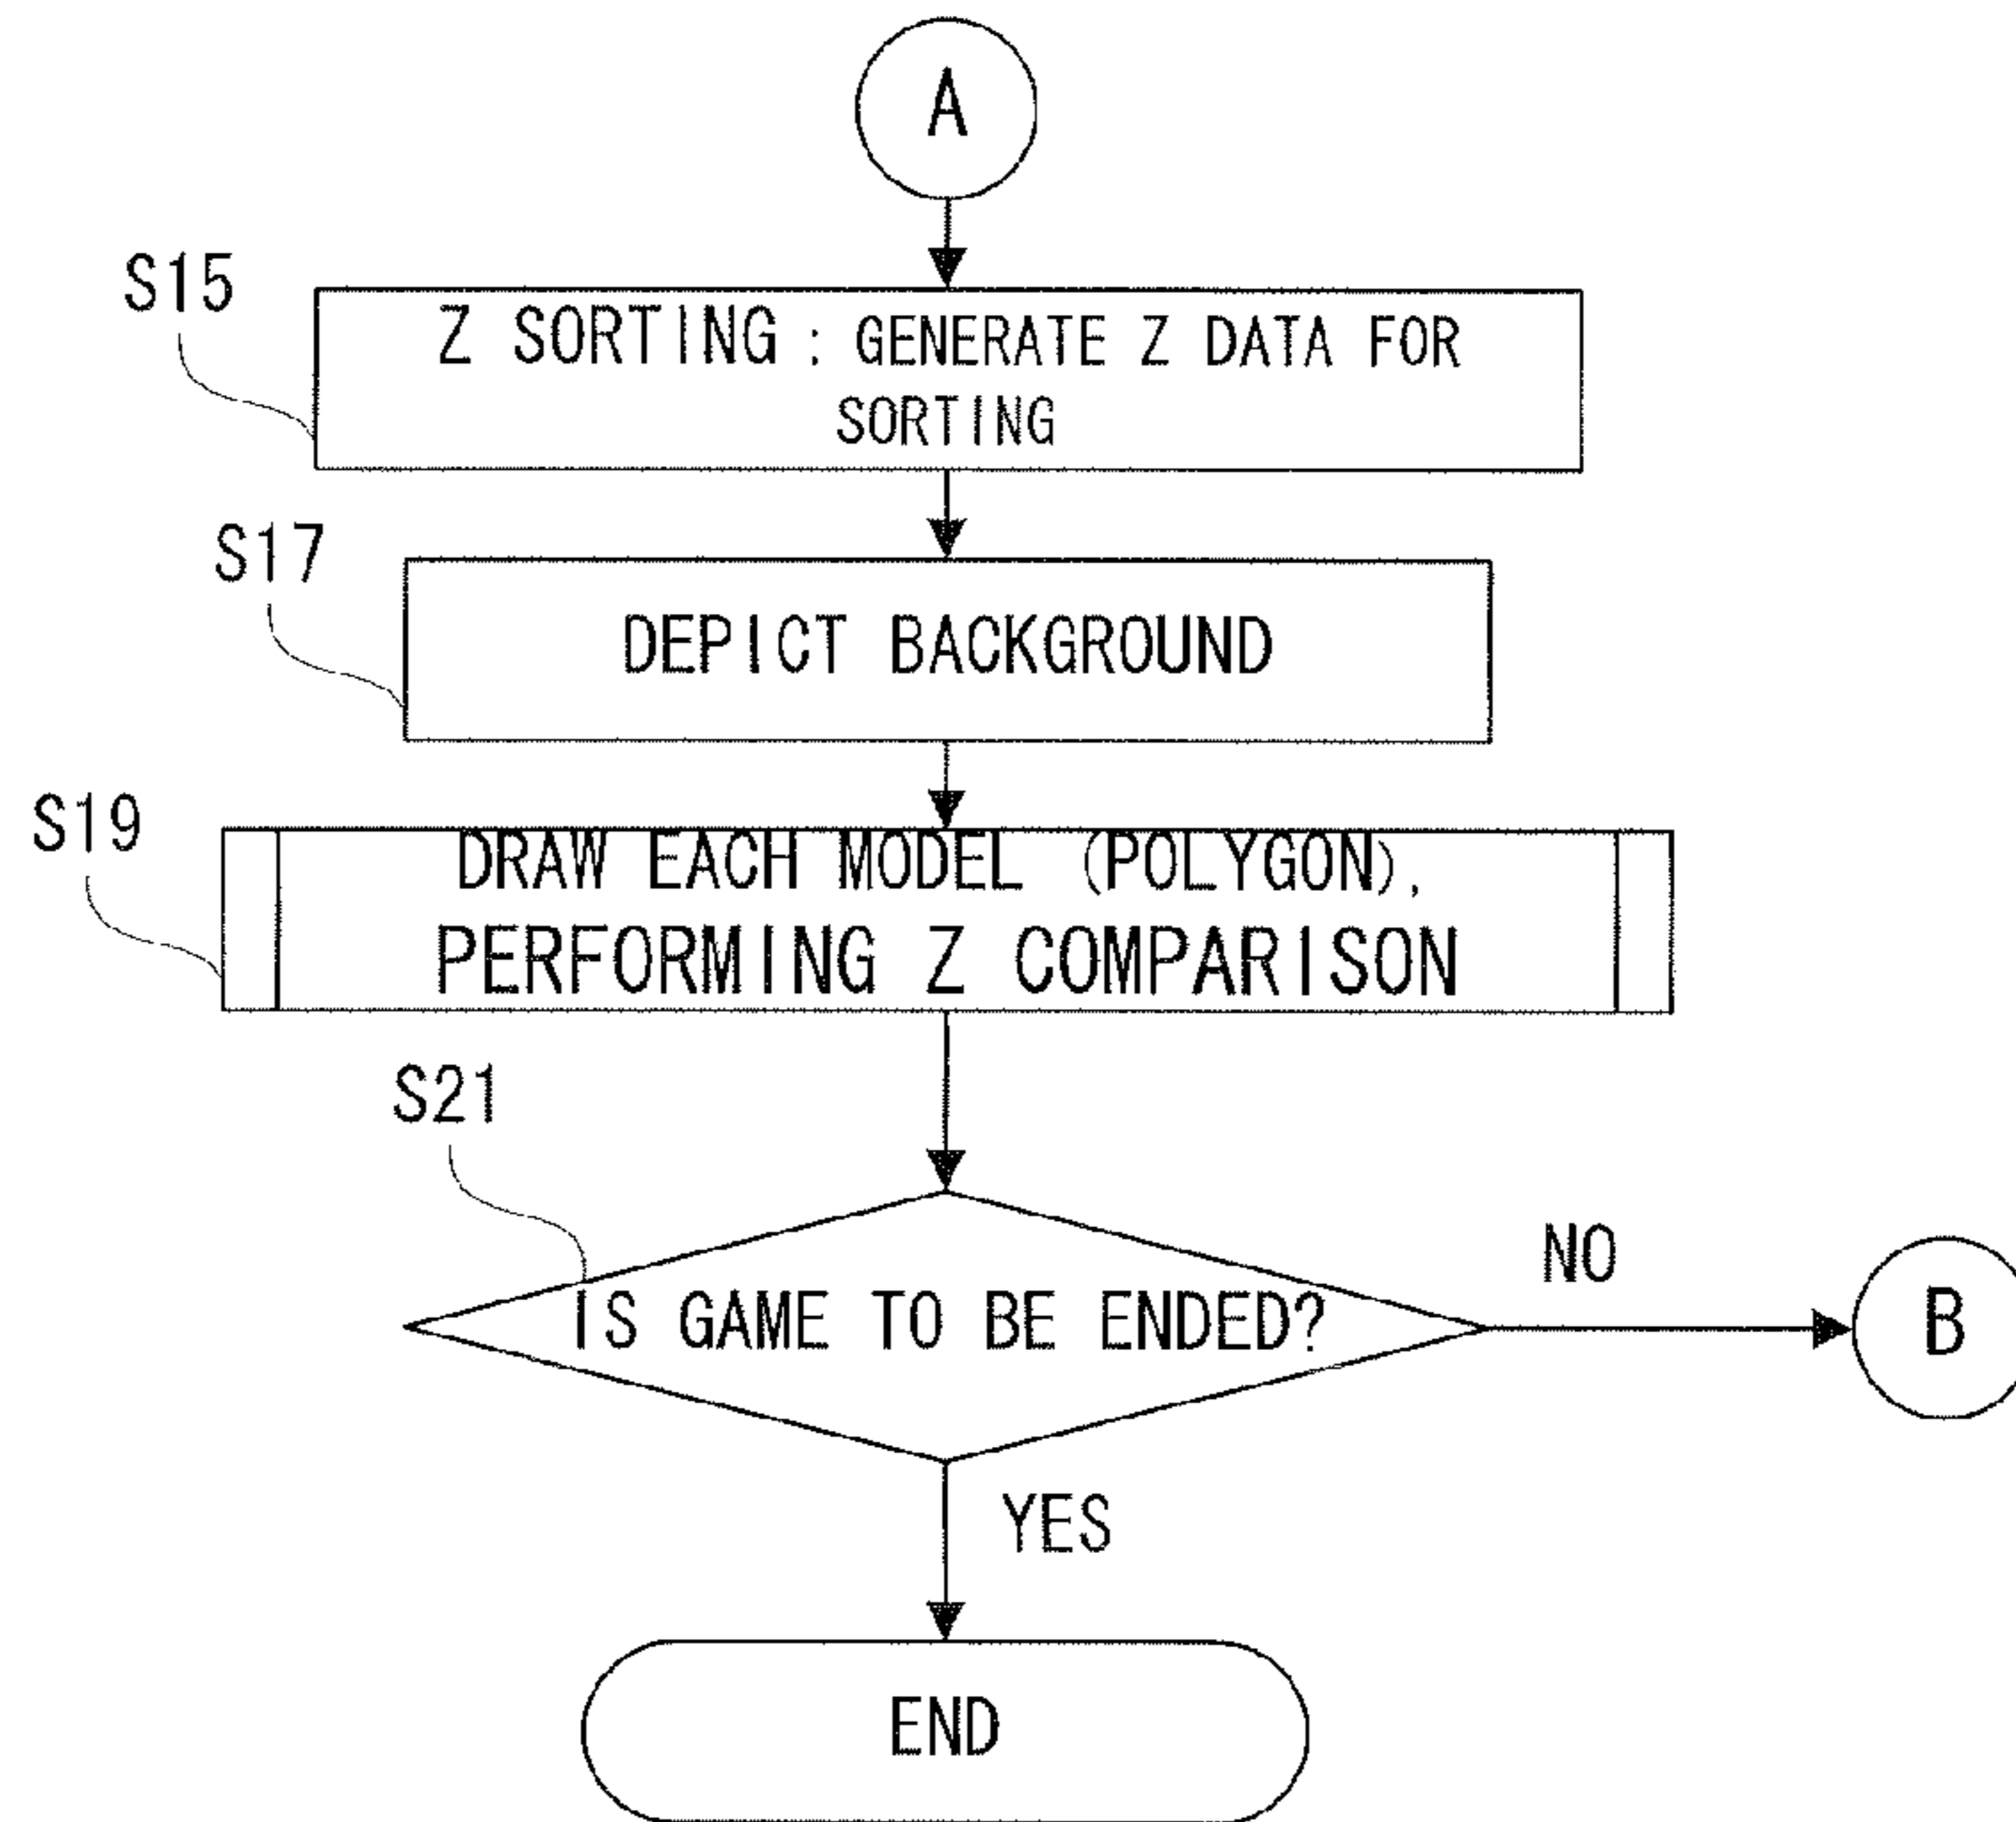 A
S15
Z SORTING : GENERATE Z DATA FOR
SORTING
S17
DEPICT BACKGROUND
S19
DRAW EACH MODEL (POLYGON),
PERFORMING Z COMPARISON
S21
IS GAME TO BE ENDED?
NO
B
YES
END